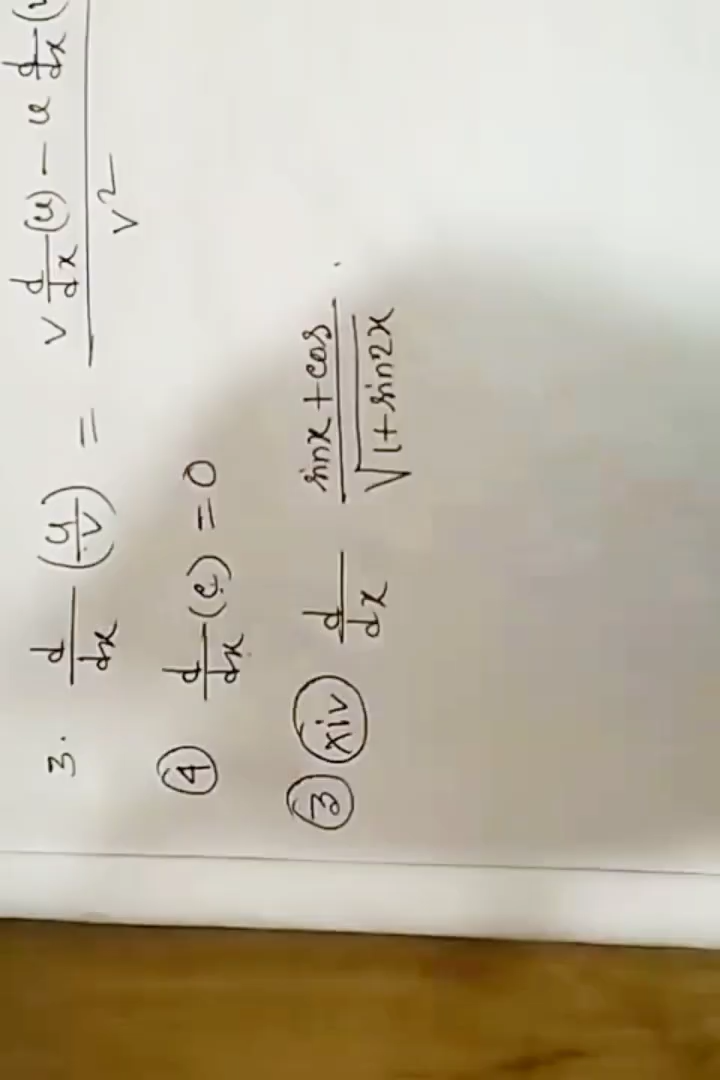 3. d/dx (u/v) = v d/dx (u) - u d/dx (
v²
④ d/dx (c) = 0
③ (xiv) d/dx sinx + cos / √1+sin2x